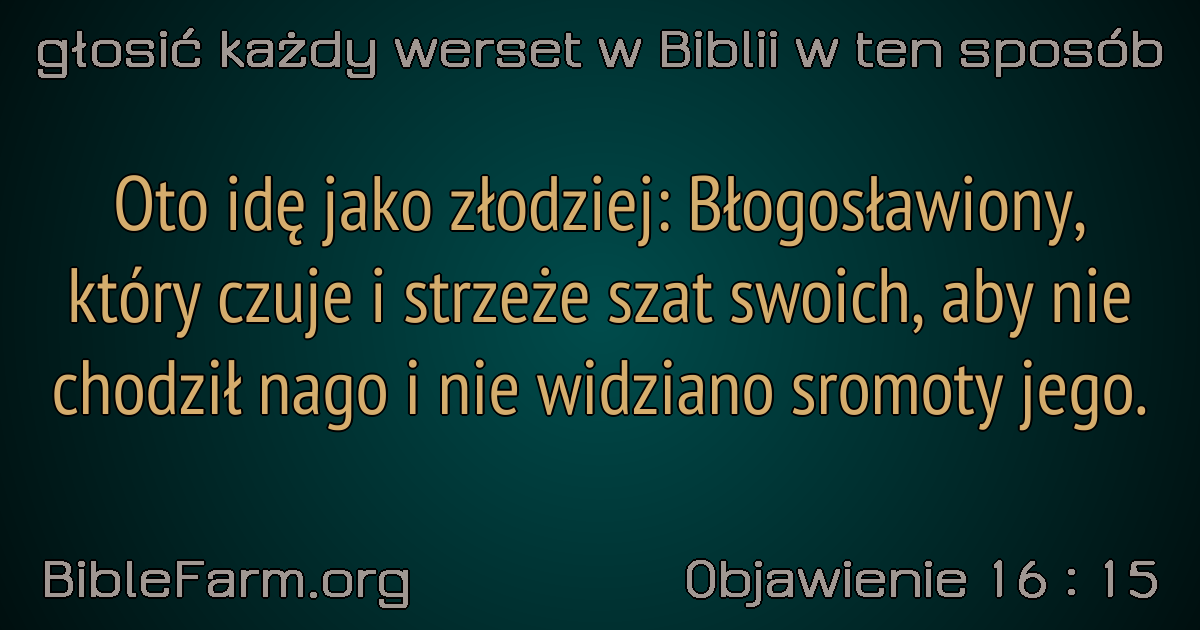 głosić każdy werset w Biblii w ten sposób
Oto idę jako złodziej: Błogosławiony,
który czuje i strzeże szat swoich, aby nie
chodził nago i nie widziano sromoty jego.
BibleFarm.org
Objawienie 16 : 15